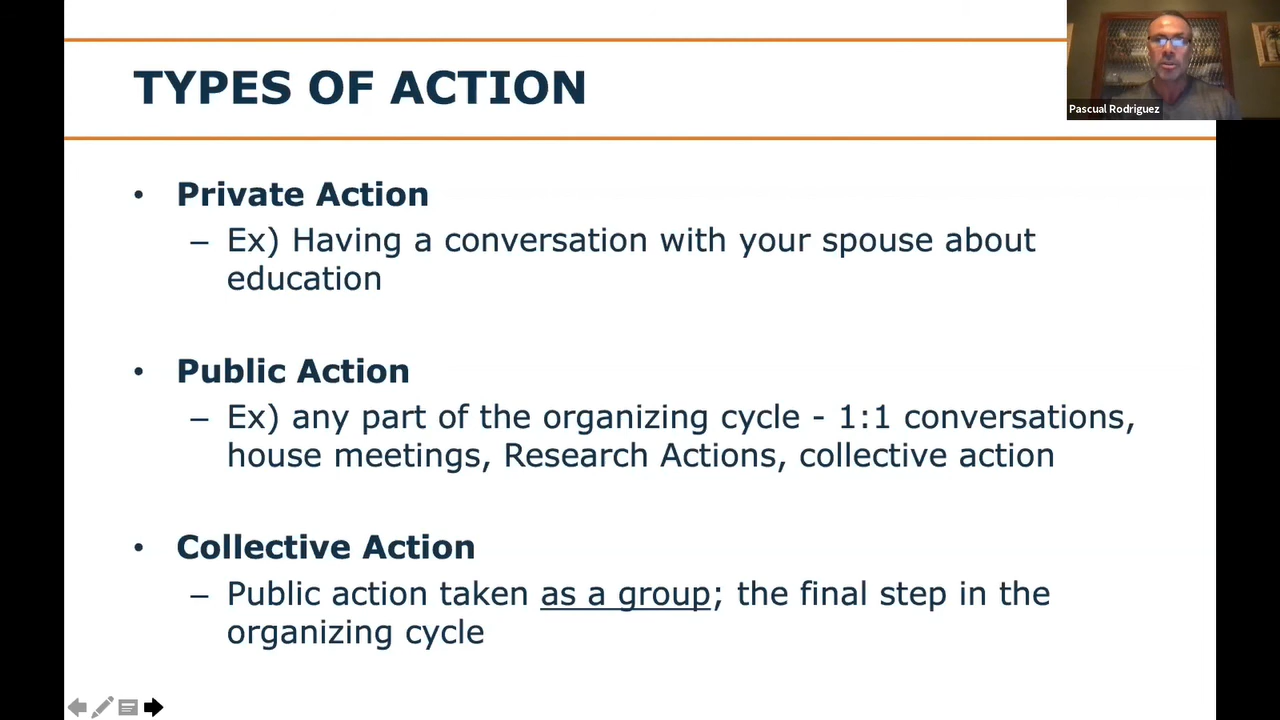 TYPES OF ACTION
Pascual Rodriguez
• Private Action
– Ex) Having a conversation with your spouse about
education
• Public Action
– Ex) any part of the organizing cycle - 1:1 conversations,
house meetings, Research Actions, collective action
• Collective Action
– Public action taken as a group; the final step in the
organizing cycle